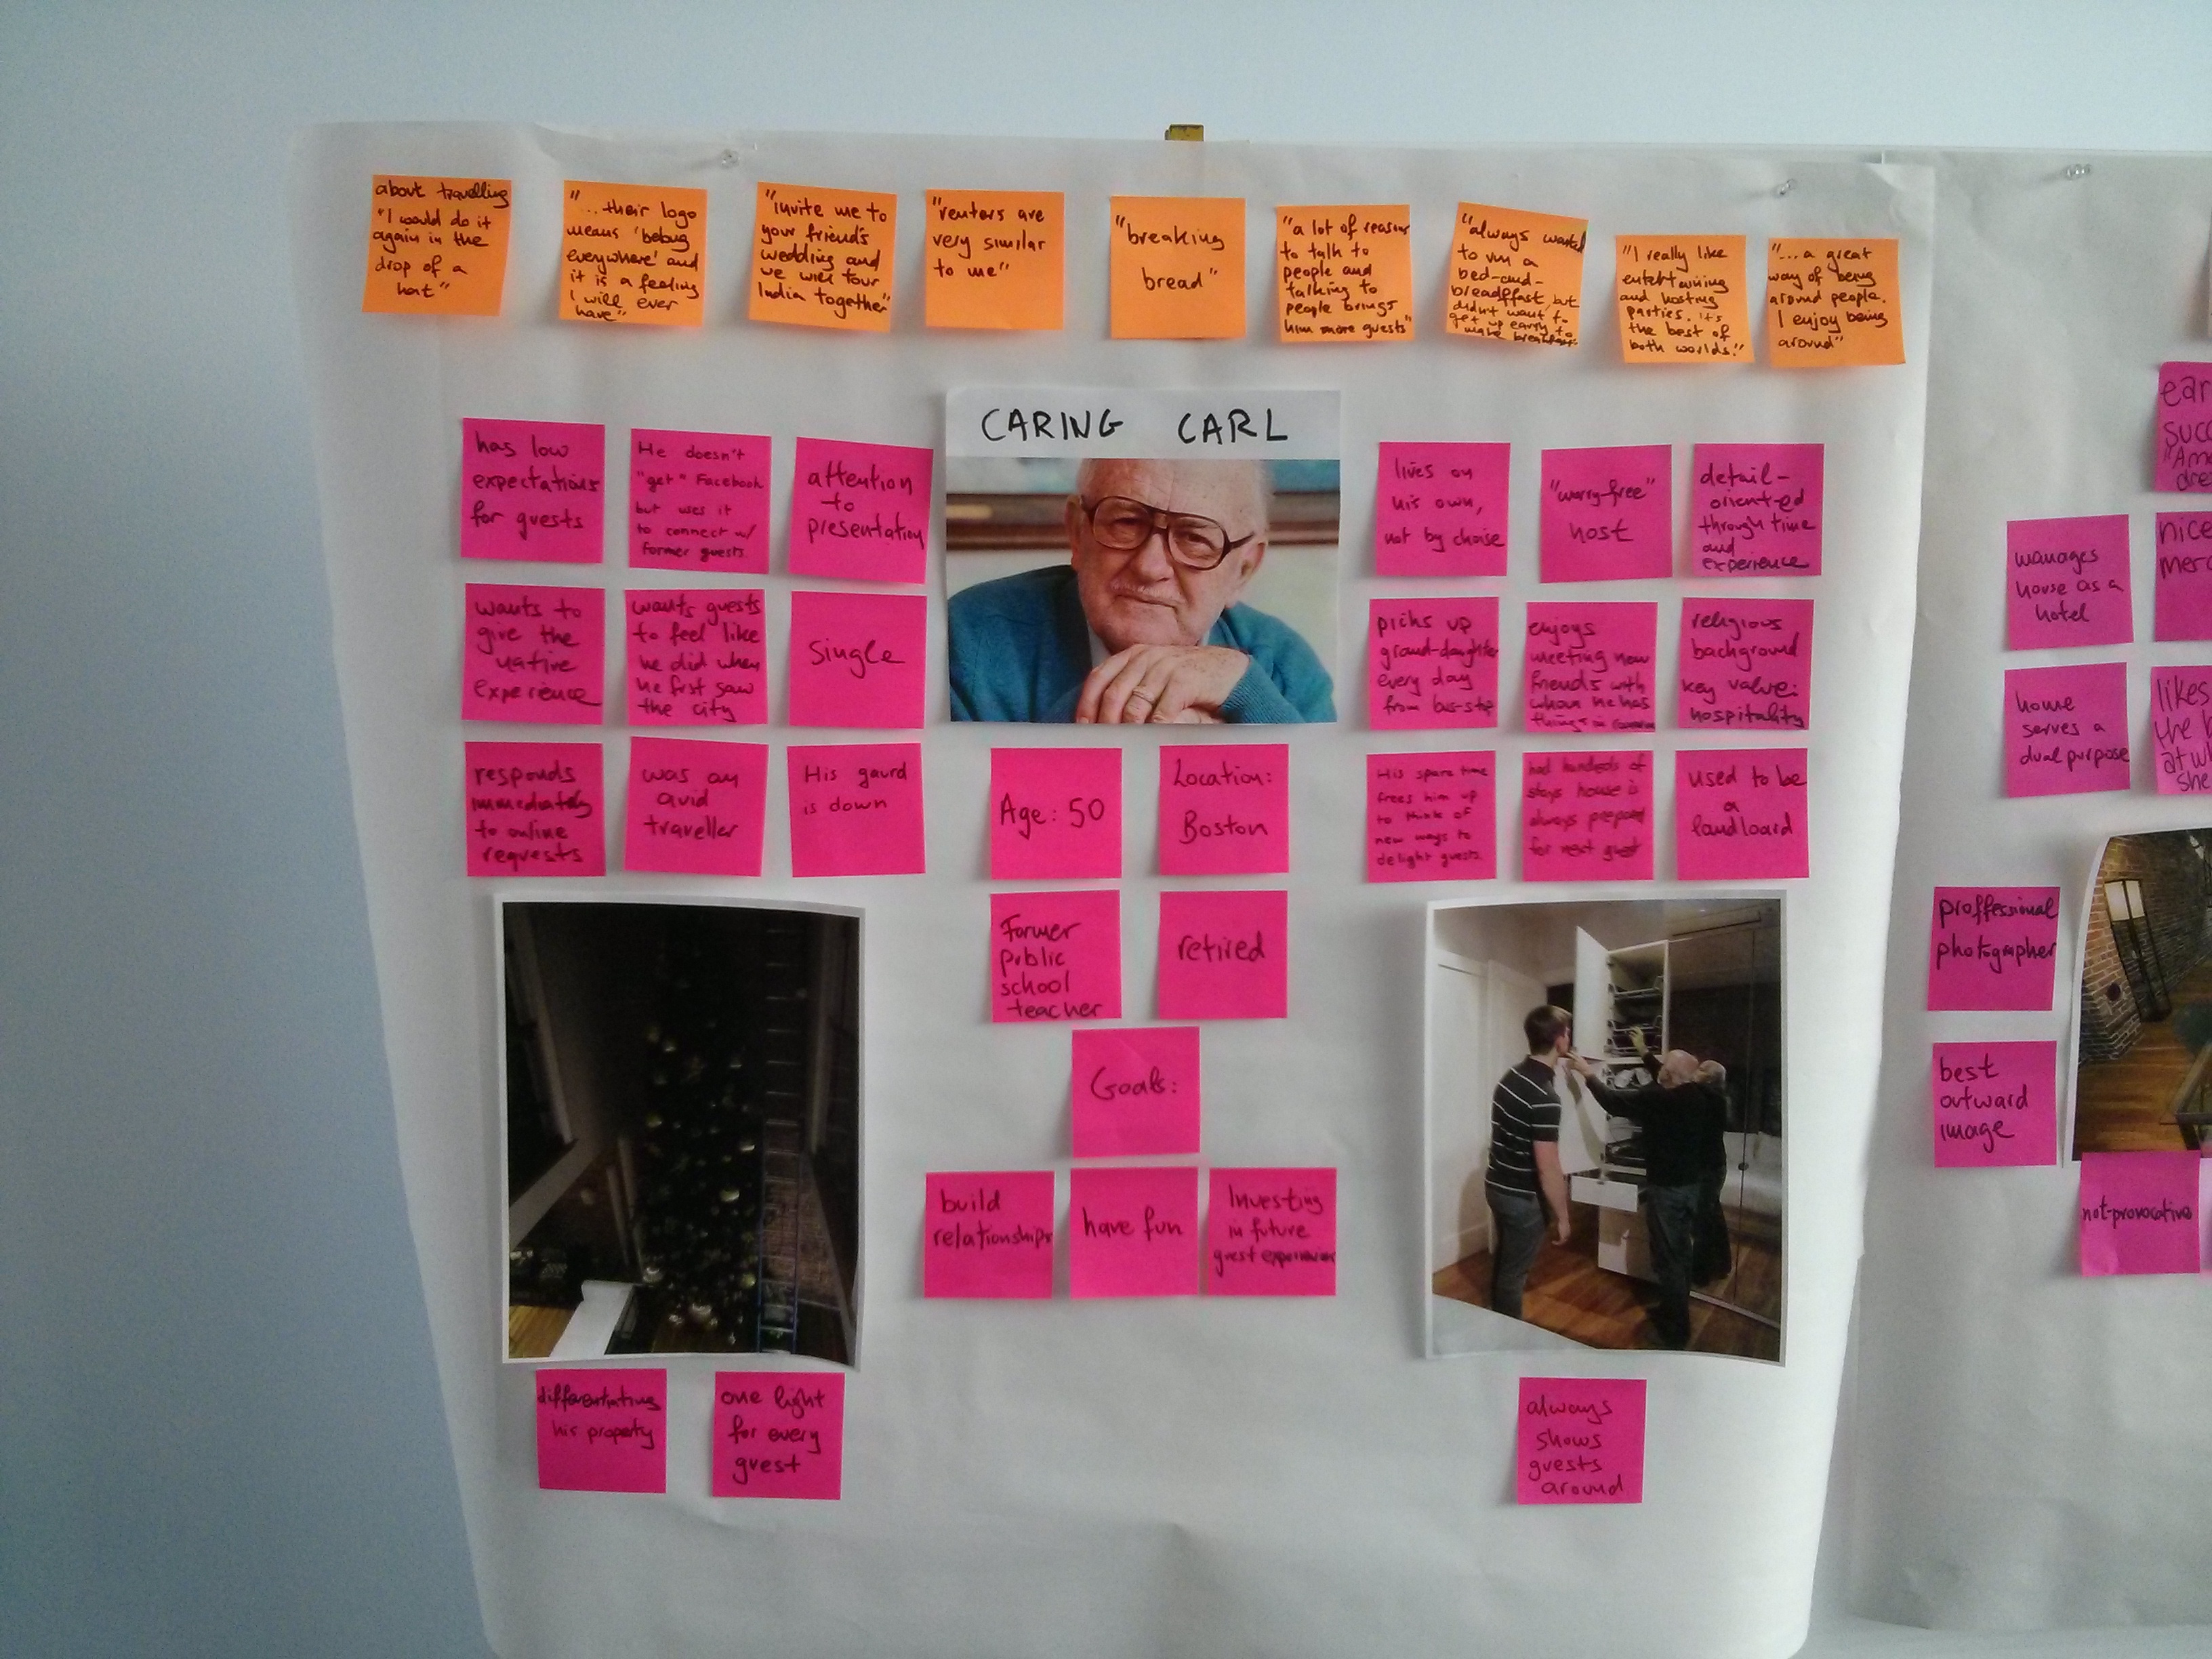 about travelling
"I would do it
again in the
drop of a
hat"
"...their logo
means 'belong
everywhere' and
it is a feeling
I will ever
have"
"invite me to
your friend's
wedding and
we will tour
India together"
"renters are
very similar
to me"
"breaking
bread"
"a lot of reason
to talk to
people and
talking to
people brings
him more guests"
"always wanted
to run a
bed-and-
breadffast but
didn't want to
get up early to
make breakfast.
"I really like
entertaining
and hosting
parties. It's
the best of
both worlds."
"... a great
way of being
around people.
I enjoy being
around"
CARING CARL
has low
expectations
for guests
He doesn't
"get" Facebook
but uses it
to connect w/
former guests.
attention
to
presentation
wants to
give the
native
experience
wants guests
to feel like
he did when
he first saw
the city
single
responds
immediately
to online
requests
was an
avid
traveller
His gaurd
is down
lives on
his own,
not by choise
"worry-free"
host
detail-
oriented
through time
and
experience
picks up
grand-daughter
every day
from bus-stop
enjoys
meeting new
friends with
whom he has
things in common
religious
background
key value:
hospitality
His spare time
frees him up
to think of
new ways to
delight guests.
had hundreds of
stays house is
always prepared
for next guest
used to be
a
landloard
Age: 50
Location:
Boston
Former
public
school
teacher
retired
Goals:
build
relationships
have fun
Investing
in future
guest experiences
differentiating
his property
one light
for every
guest
always
shows
guests
around
ear
succ
"Ame
dre
manages
house as a
hotel
nice
merc
home
serves a
dual purpose
likes
the
at wh
she
proffessional
photographer
best
outward
image
not-provocative